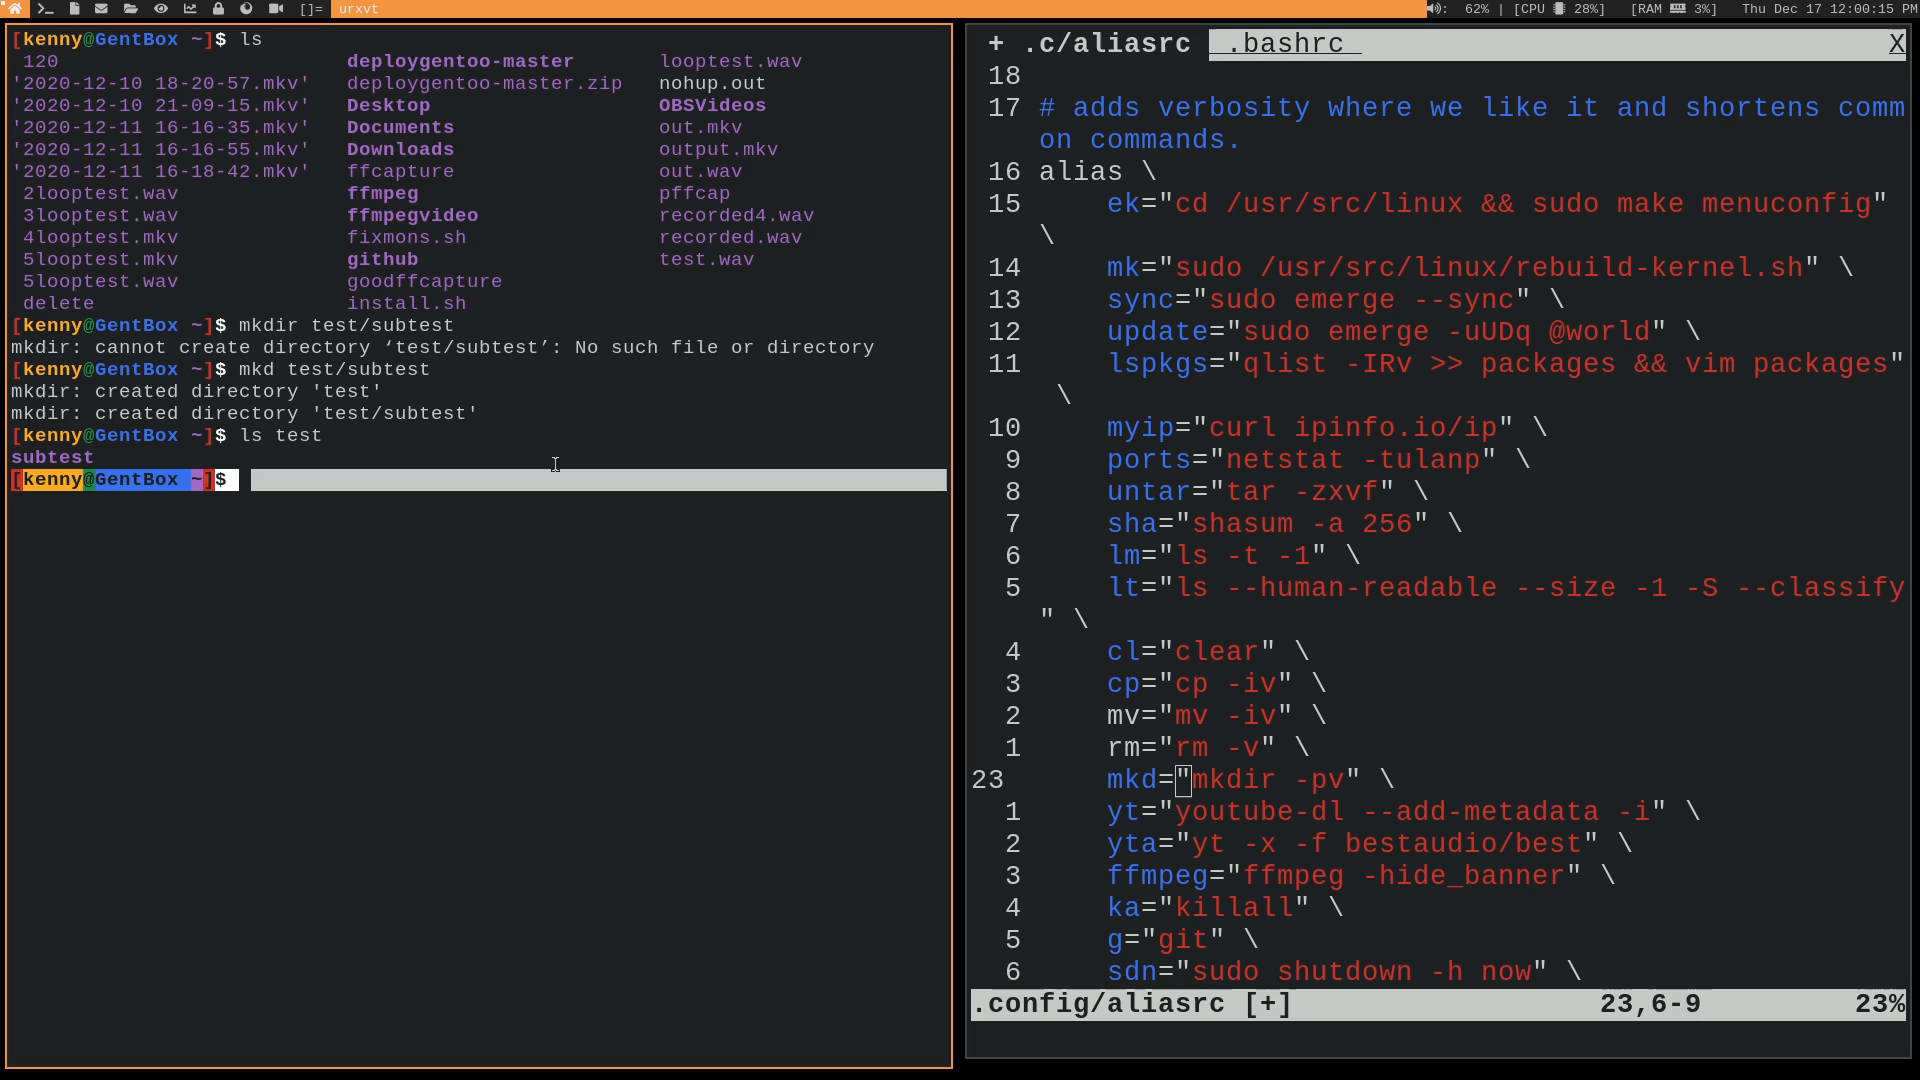 []= urxvt : 62% | [CPU 28%] [RAM 3%] Thu Dec 17 12:00:15 PM
[kenny@GentBox ~]$ ls
120 deploygentoo-master looptest.wav
'2020-12-10 18-20-57.mkv' deploygentoo-master.zip nohup.out
'2020-12-10 21-09-15.mkv' Desktop OBSVideos
'2020-12-11 16-16-35.mkv' Documents out.mkv
'2020-12-11 16-16-55.mkv' Downloads output.mkv
'2020-12-11 16-18-42.mkv' ffcapture out.wav
2looptest.wav ffmpeg pffcap
3looptest.wav ffmpegvideo recorded4.wav
4looptest.mkv fixmons.sh recorded.wav
5looptest.mkv github test.wav
5looptest.wav goodffcapture
delete install.sh
[kenny@GentBox ~]$ mkdir test/subtest
mkdir: cannot create directory ‘test/subtest’: No such file or directory
[kenny@GentBox ~]$ mkd test/subtest
mkdir: created directory 'test'
mkdir: created directory 'test/subtest'
[kenny@GentBox ~]$ ls test
subtest
[kenny@GentBox ~]$
+ .c/aliasrc .bashrc X
18
17 # adds verbosity where we like it and shortens comm
on commands.
16 alias \
15 ek="cd /usr/src/linux && sudo make menuconfig"
\
14 mk="sudo /usr/src/linux/rebuild-kernel.sh" \
13 sync="sudo emerge --sync" \
12 update="sudo emerge -uUDq @world" \
11 lspkgs="qlist -IRv >> packages && vim packages"
\
10 myip="curl ipinfo.io/ip" \
9 ports="netstat -tulanp" \
8 untar="tar -zxvf" \
7 sha="shasum -a 256" \
6 lm="ls -t -1" \
5 lt="ls --human-readable --size -1 -S --classify
" \
4 cl="clear" \
3 cp="cp -iv" \
2 mv="mv -iv" \
1 rm="rm -v" \
23 mkd="mkdir -pv" \
1 yt="youtube-dl --add-metadata -i" \
2 yta="yt -x -f bestaudio/best" \
3 ffmpeg="ffmpeg -hide_banner" \
4 ka="killall" \
5 g="git" \
6 sdn="sudo shutdown -h now" \
.config/aliasrc [+] 23,6-9 23%